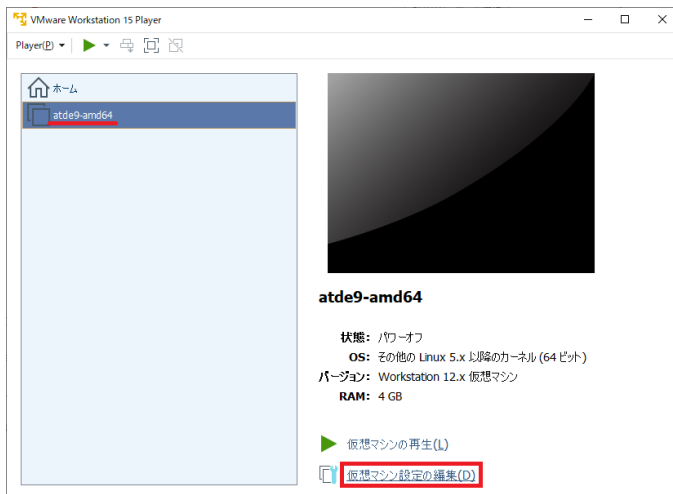 VMware Workstation 15 Player
Player(P)
ホーム
atde9-amd64
atde9-amd64
状態: パワーオフ
OS: その他の Linux 5.x 以降のカーネル (64 ビット)
バージョン: Workstation 12.x 仮想マシン
RAM: 4 GB
仮想マシンの再生(L)
仮想マシン設定の編集(D)